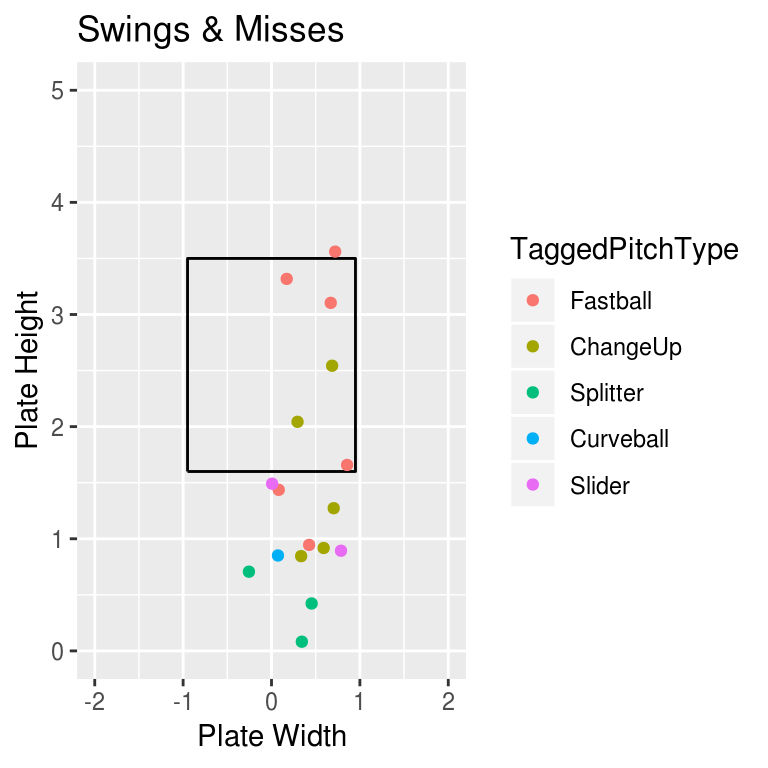 Swings & Misses
5
4
3
2
1
0
Plate Height
-2 -1 0 1 2
Plate Width
TaggedPitchType
Fastball
ChangeUp
Splitter
Curveball
Slider